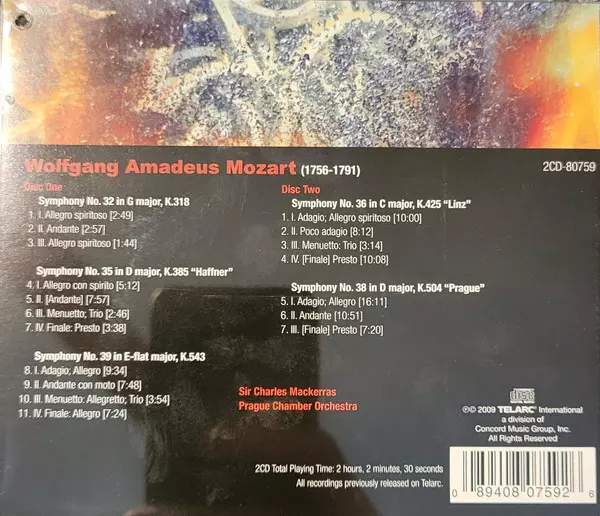 Wolfgang Amadeus Mozart (1756-1791)
2CD-80759
Disc One
Symphony No. 32 in G major, K.318
1. I. Allegro spiritoso [2:49]
2. II. Andante [2:57]
3. III. Allegro spiritoso [1:44]
Symphony No. 35 in D major, K.385 “Haffner”
4. I. Allegro con spirito [5:12]
5. II. [Andante] [7:57]
6. III. Menuetto; Trio [2:46]
7. IV. Finale: Presto [3:38]
Symphony No. 39 in E-flat major, K.543
8. I. Adagio; Allegro [9:34]
9. II. Andante con moto [7:48]
10. III. Menuetto: Allegretto; Trio [3:54]
11. IV. Finale: Allegro [7:24]
Disc Two
Symphony No. 36 in C major, K.425 “Linz”
1. I. Adagio; Allegro spiritoso [10:00]
2. II. Poco adagio [8:12]
3. III. Menuetto; Trio [3:14]
4. IV. [Finale] Presto [10:08]
Symphony No. 38 in D major, K.504 “Prague”
5. I. Adagio; Allegro [16:11]
6. II. Andante [10:51]
7. III. [Finale] Presto [7:20]
Sir Charles Mackerras
Prague Chamber Orchestra
℗© 2009 TELARC® International
a division of
Concord Music Group, Inc.
All Rights Reserved
2CD Total Playing Time: 2 hours, 2 minutes, 30 seconds
All recordings previously released on Telarc.
0 89408 07592 6